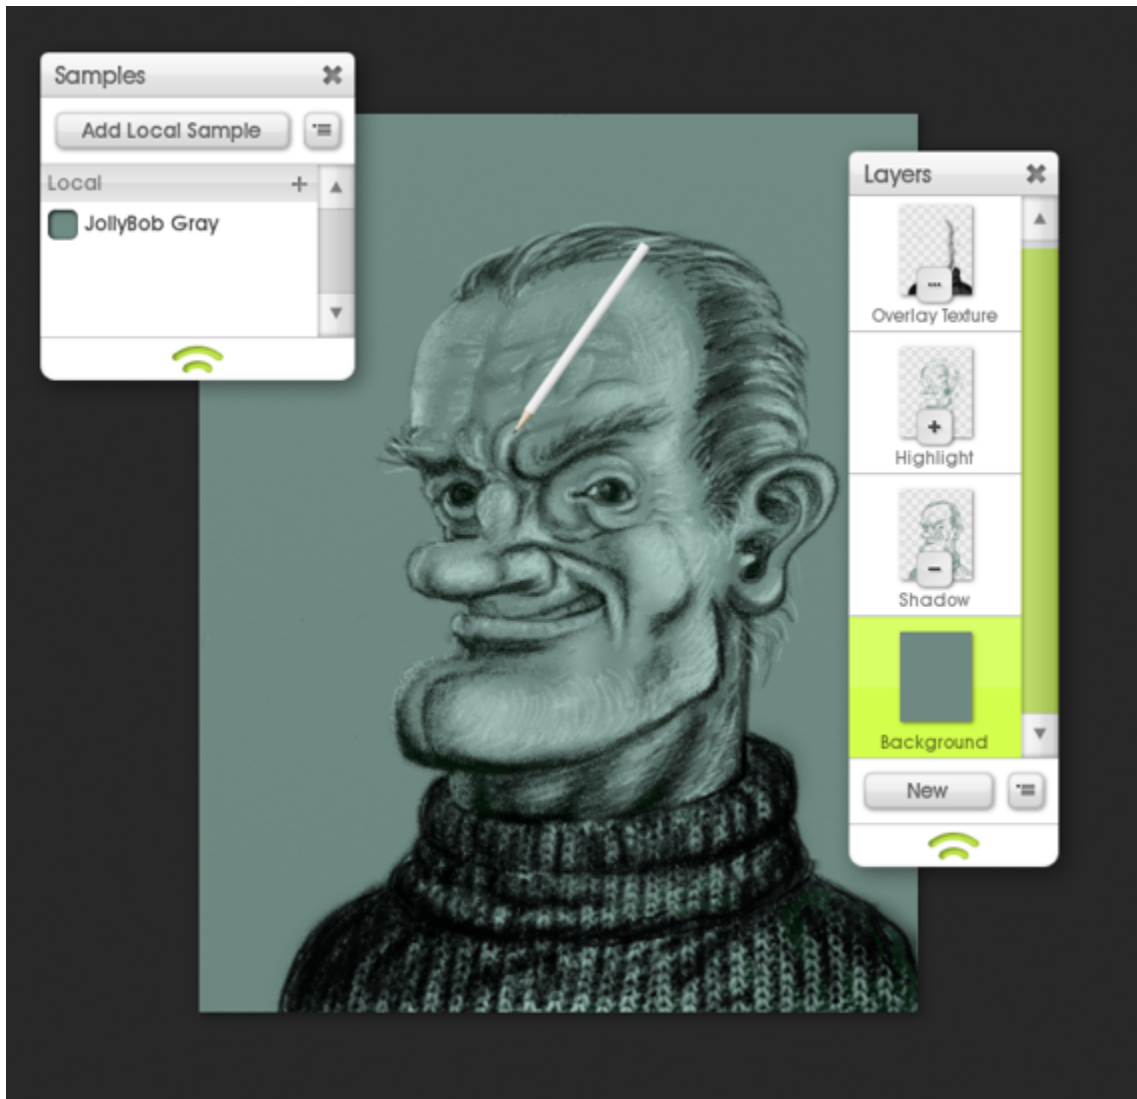 Samples
Add Local Sample
Local
JollyBob Gray
Layers
Overlay Texture
Highlight
Shadow
Background
New